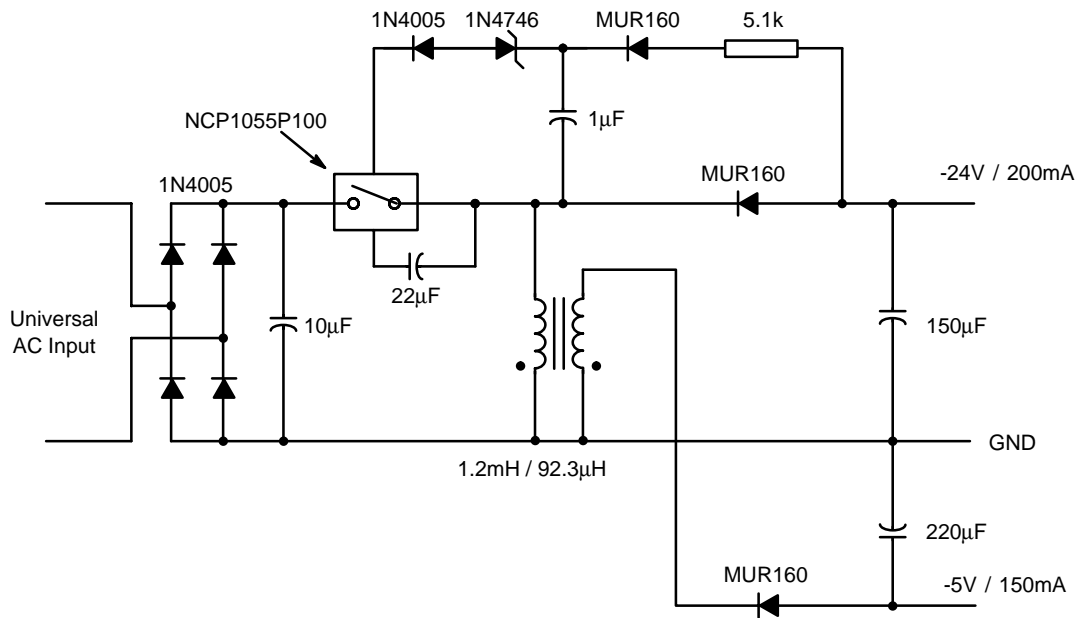 1N4005
1N4746
MUR160
5.1k
NCP1055P100
1μF
1N4005
MUR160
-24V / 200mA
22μF
Universal
AC Input
10μF
150μF
GND
1.2mH / 92.3μH
220μF
MUR160
-5V / 150mA